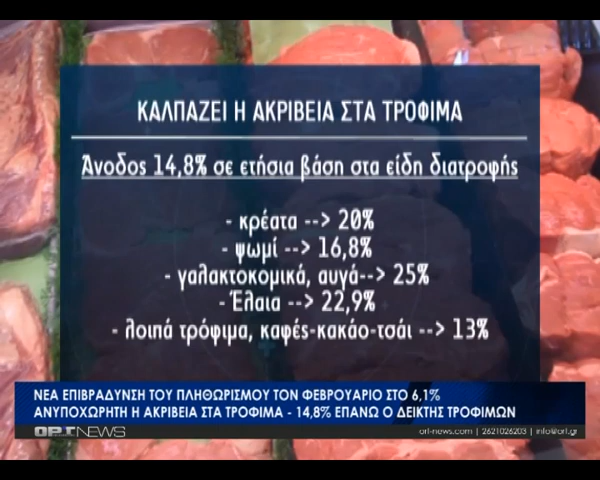 ΚΑΛΠΑΖΕΙ Η ΑΚΡΙΒΕΙΑ ΣΤΑ ΤΡΟΦΙΜΑ
Άνοδος 14,8% σε ετήσια βάση στα είδη διατροφής
- κρέατα --> 20%
- ψωμί --> 16,8%
- γαλακτοκομικά, αυγά--> 25%
- Έλαια --> 22,9%
- λοιπά τρόφιμα, καφές-κακάο-τσάι --> 13%
ΝΕΑ ΕΠΙΒΡΑΔΥΝΣΗ ΤΟΥ ΠΛΗΘΩΡΙΣΜΟΥ ΤΟΝ ΦΕΒΡΟΥΑΡΙΟ ΣΤΟ 6,1%
ΑΝΥΠΟΧΩΡΗΤΗ Η ΑΚΡΙΒΕΙΑ ΣΤΑ ΤΡΟΦΙΜΑ - 14,8% ΕΠΑΝΩ Ο ΔΕΙΚΤΗΣ ΤΡΟΦΙΜΩΝ
ORT NEWS ort-news.com | 2621026203 | info@ort.gr